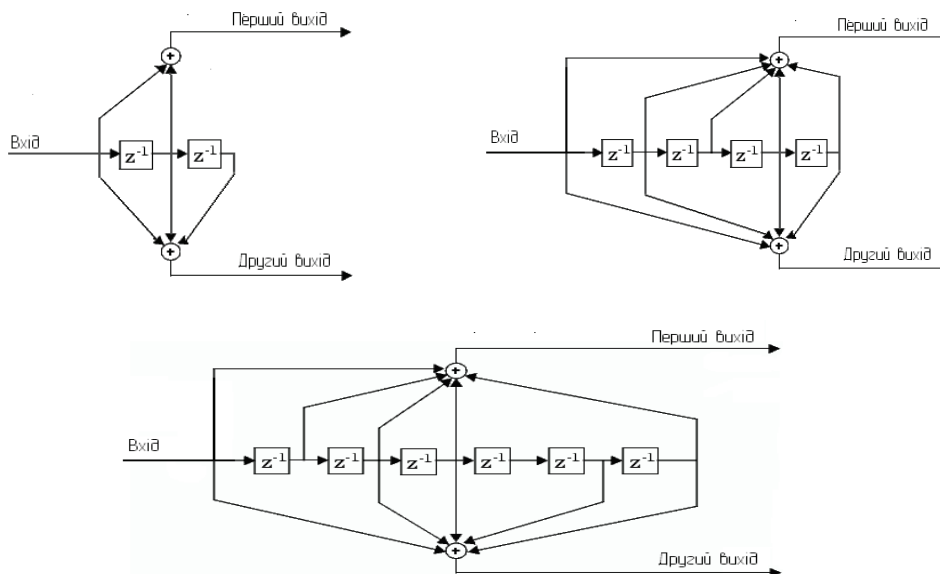 Перший вихід
Вхід
z⁻¹ z⁻¹
Другий вихід
Перший вихід
Вхід
z⁻¹ z⁻¹ z⁻¹ z⁻¹
Другий вихід
Перший вихід
Вхід
z⁻¹ z⁻¹ z⁻¹ z⁻¹ z⁻¹ z⁻¹
Другий вихід